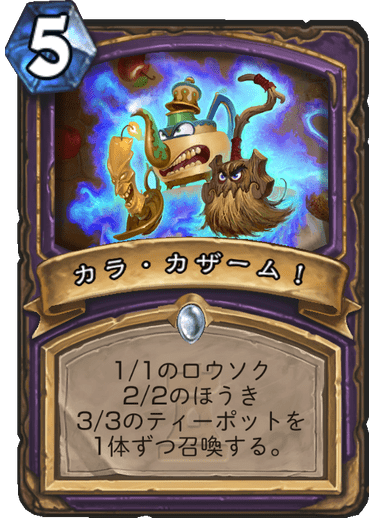 5
カラ・カザーム！
1/1のロウソク
2/2のほうき
3/3のティーポットを
1体ずつ召喚する。